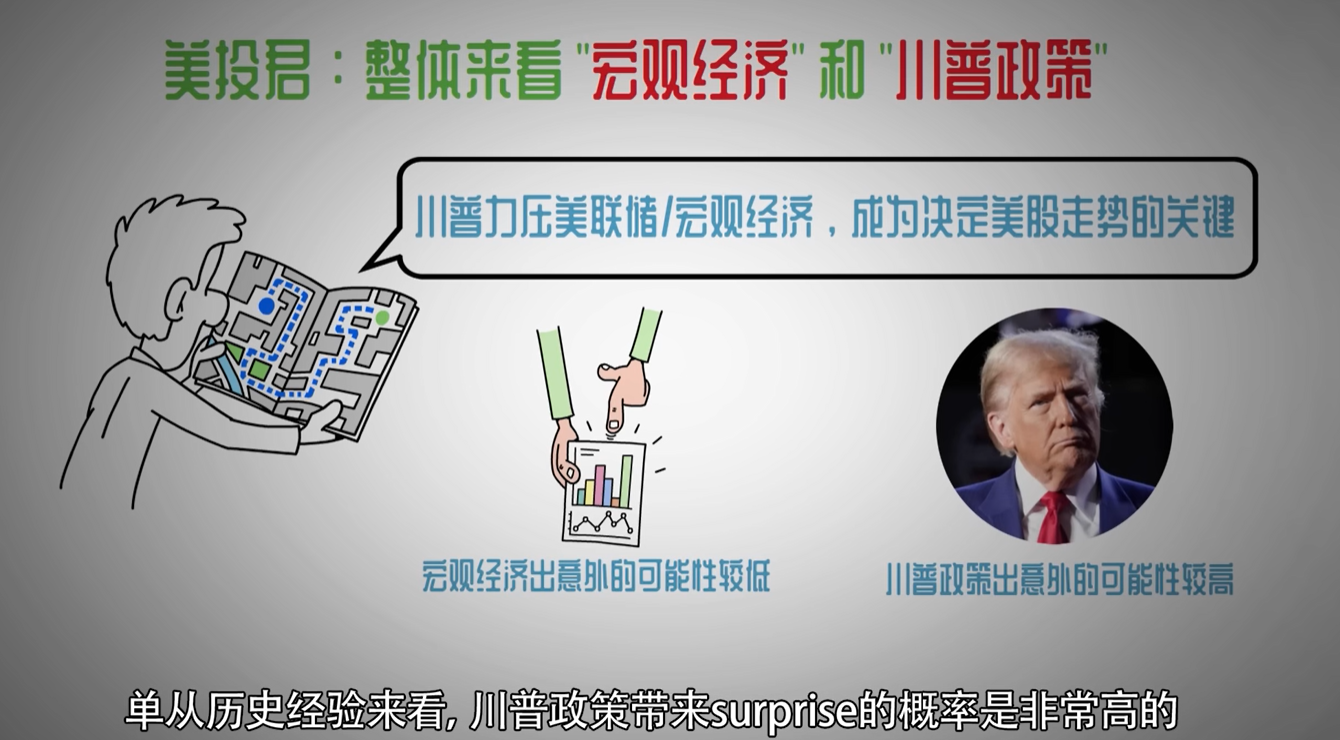 美投君：整体来看"宏观经济"和"川普政策"
川普力压美联储/宏观经济，成为决定美股走势的关键
宏观经济出意外的可能性较低
川普政策出意外的可能性较高
单从历史经验来看, 川普政策带来surprise的概率是非常高的